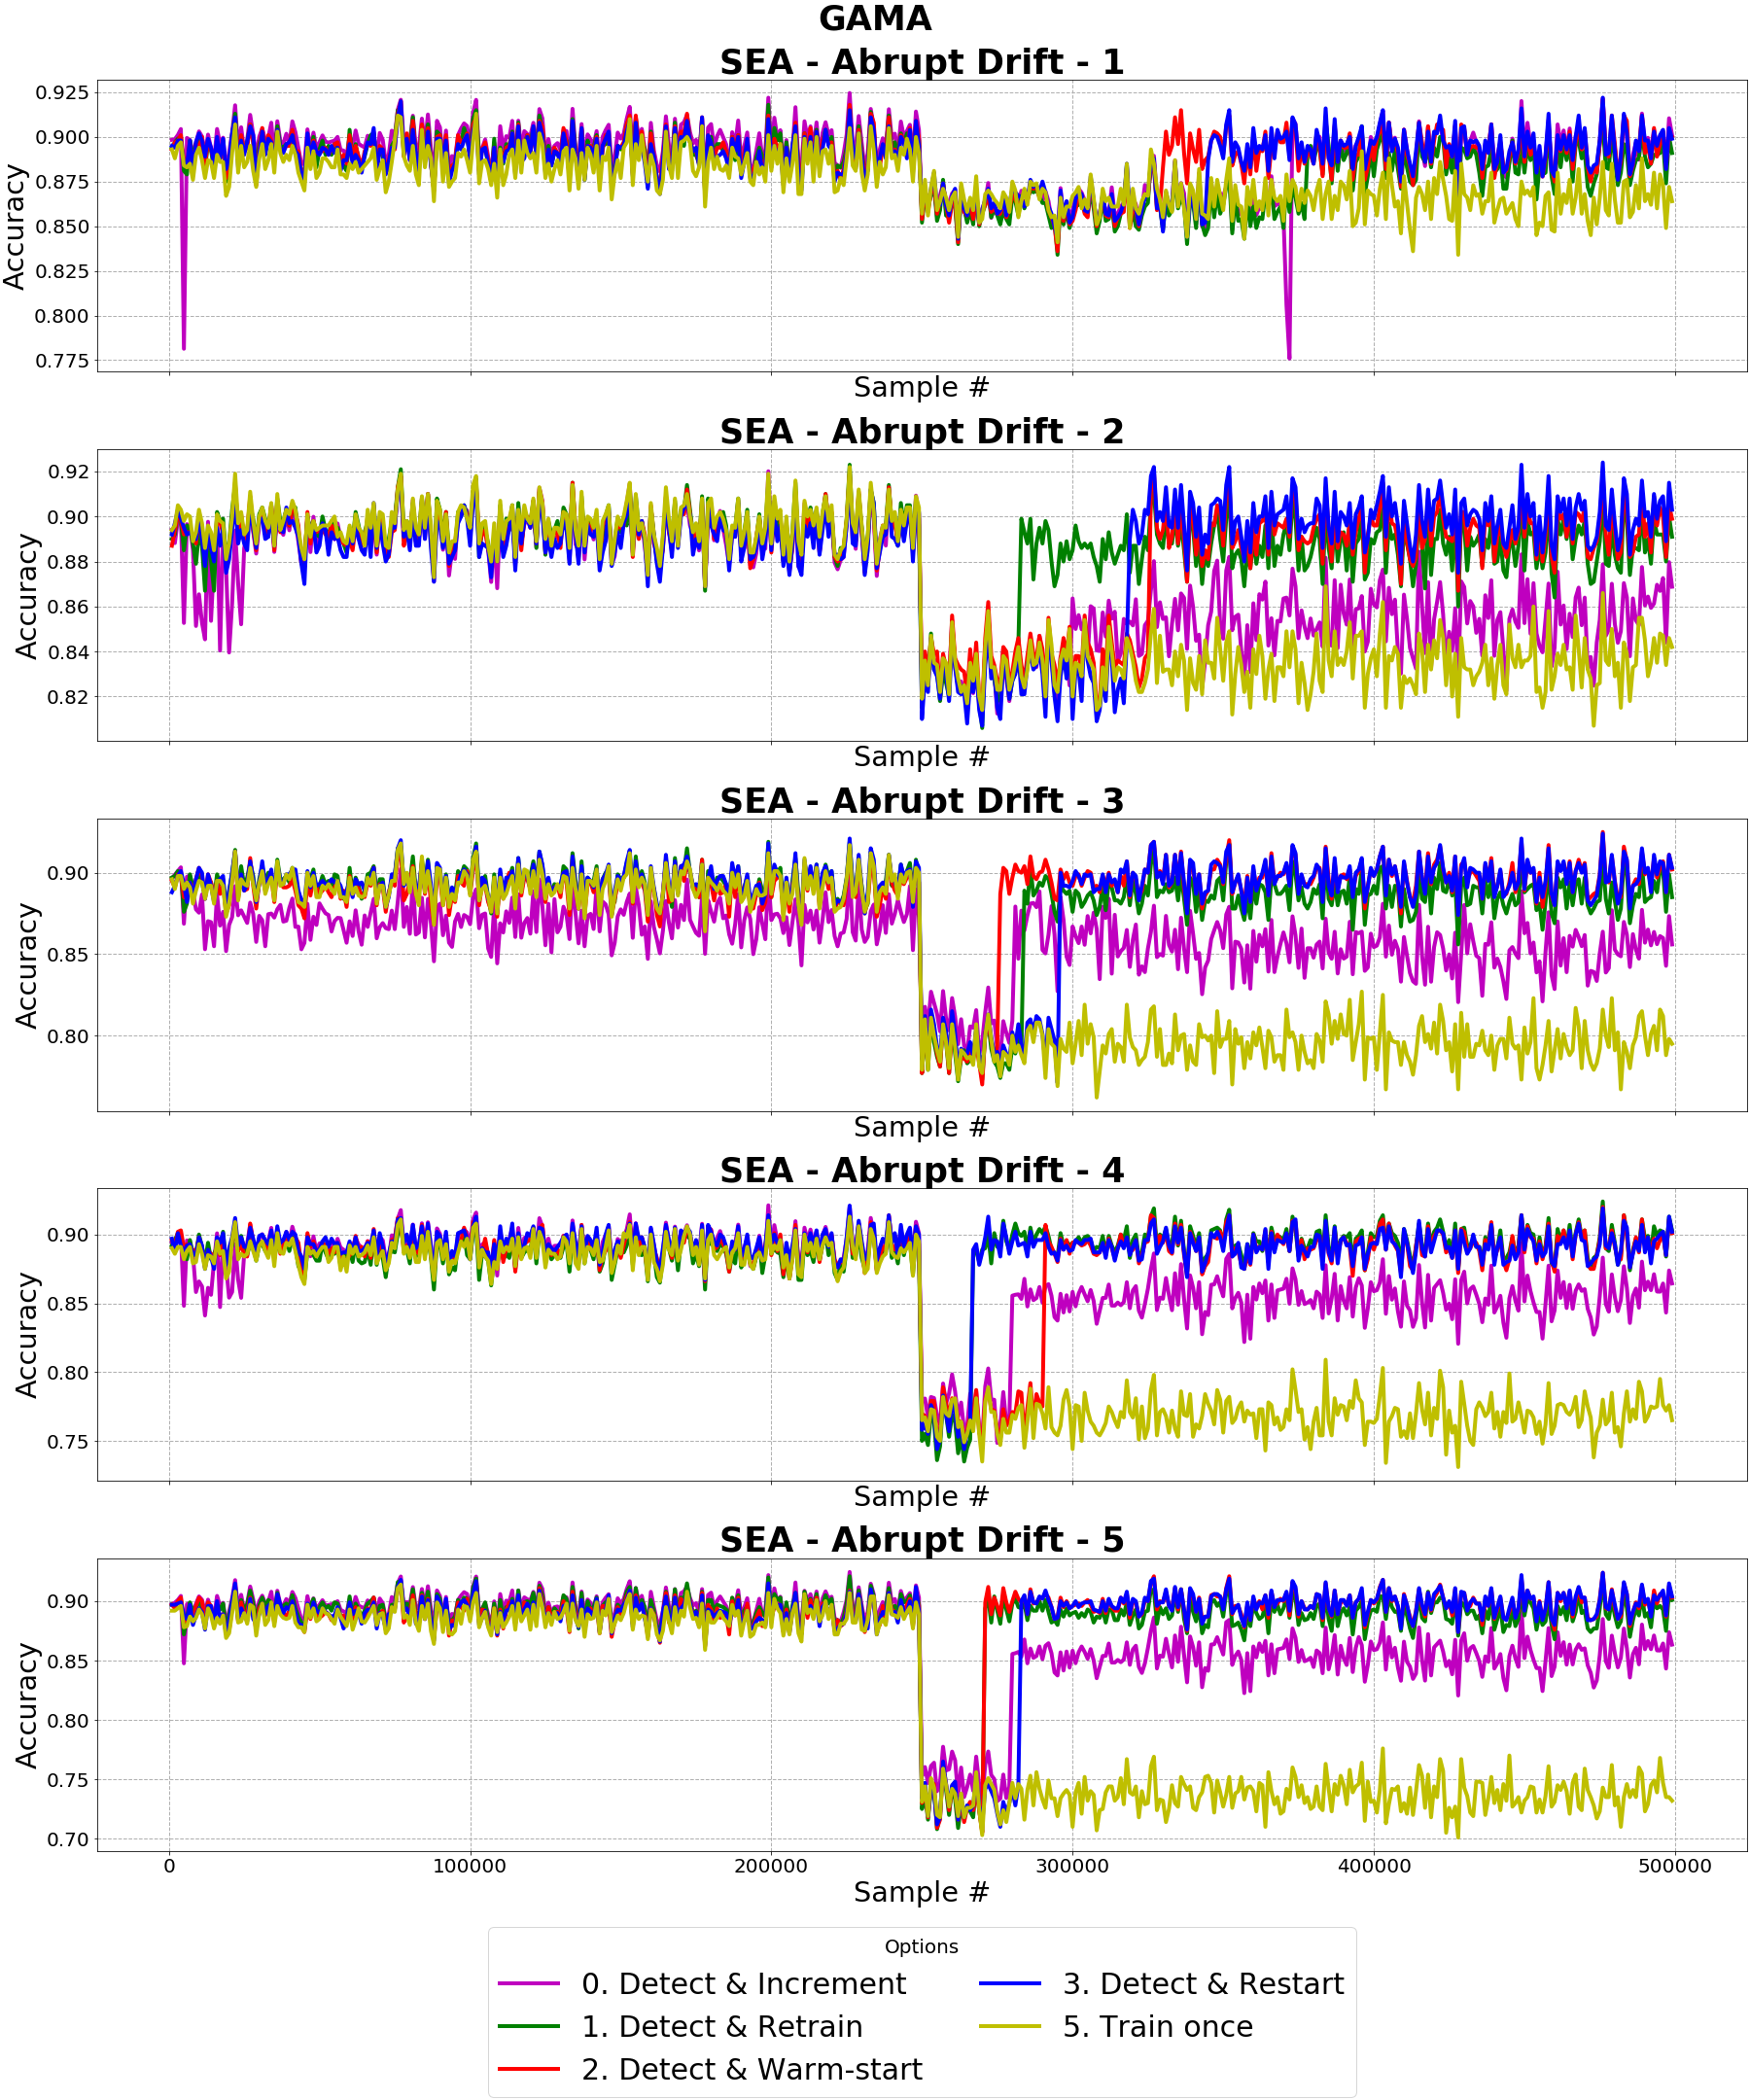 GAMA
SEA - Abrupt Drift - 1
Accuracy
0.925
0.900
0.875
0.850
0.825
0.800
0.775
Sample #
SEA - Abrupt Drift - 2
Accuracy
0.92
0.90
0.88
0.86
0.84
0.82
Sample #
SEA - Abrupt Drift - 3
Accuracy
0.90
0.85
0.80
Sample #
SEA - Abrupt Drift - 4
Accuracy
0.90
0.85
0.80
0.75
Sample #
SEA - Abrupt Drift - 5
Accuracy
0.90
0.85
0.80
0.75
0.70
0 100000 200000 300000 400000 500000
Sample #
Options
0. Detect & Increment
1. Detect & Retrain
2. Detect & Warm-start
3. Detect & Restart
5. Train once